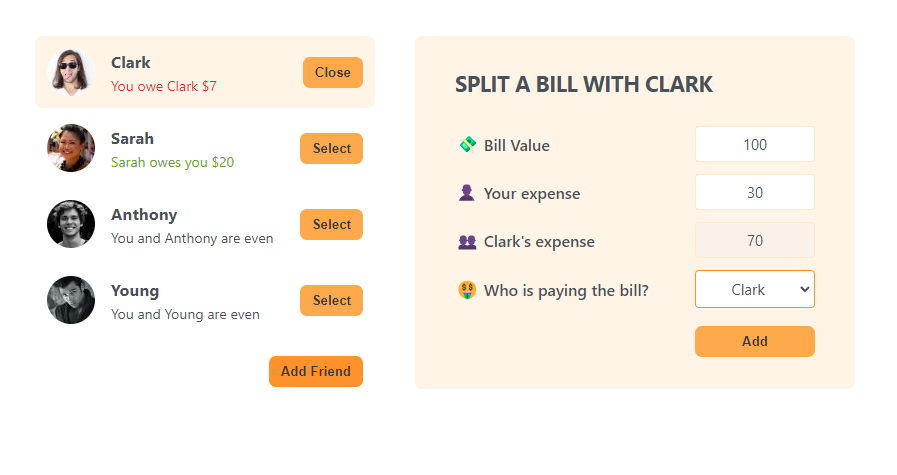 Clark
You owe Clark $7
Close
Sarah
Sarah owes you $20
Select
Anthony
You and Anthony are even
Select
Young
You and Young are even
Select
Add Friend
SPLIT A BILL WITH CLARK
💸 Bill Value 100
👤 Your expense 30
👥 Clark's expense 70
🤑 Who is paying the bill? Clark
Add